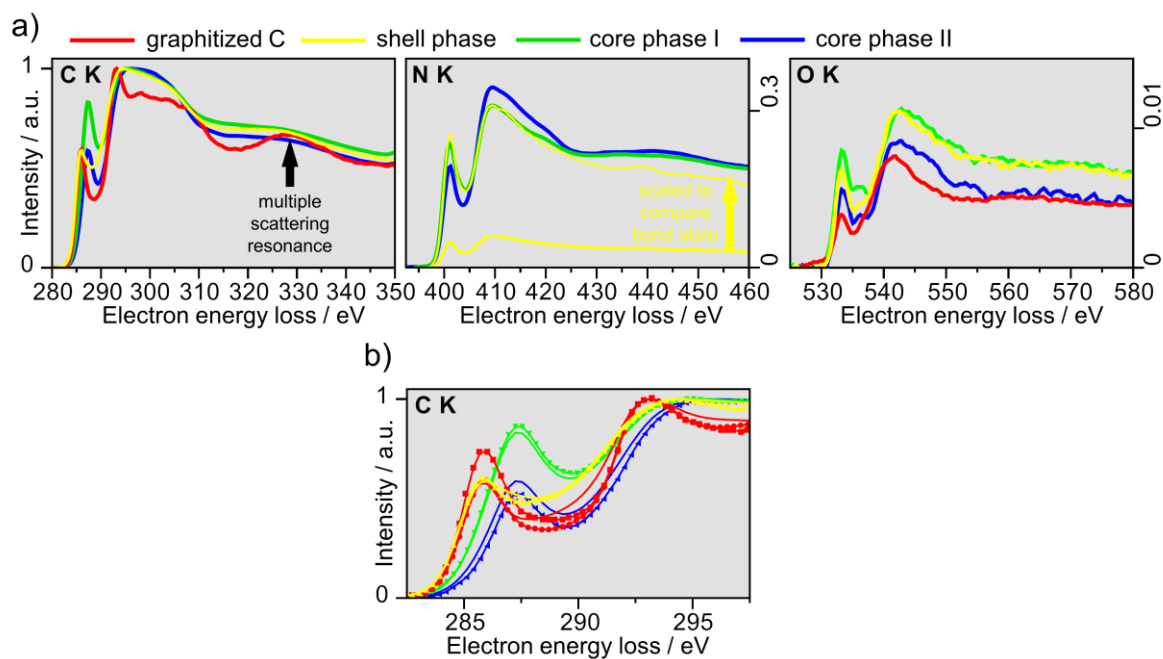 a)
graphitized C
shell phase
core phase I
core phase II
C K
N K
O K
1
0
Intensity / a.u.
multiple
scattering
resonance
scaled to
compare
bond state
0.3
0
0.01
0
280 290 300 310 320 330 340 350
400 410 420 430 440 450 460
530 540 550 560 570 580
Electron energy loss / eV
Electron energy loss / eV
Electron energy loss / eV
b)
C K
1
0
Intensity / a.u.
285 290 295
Electron energy loss / eV